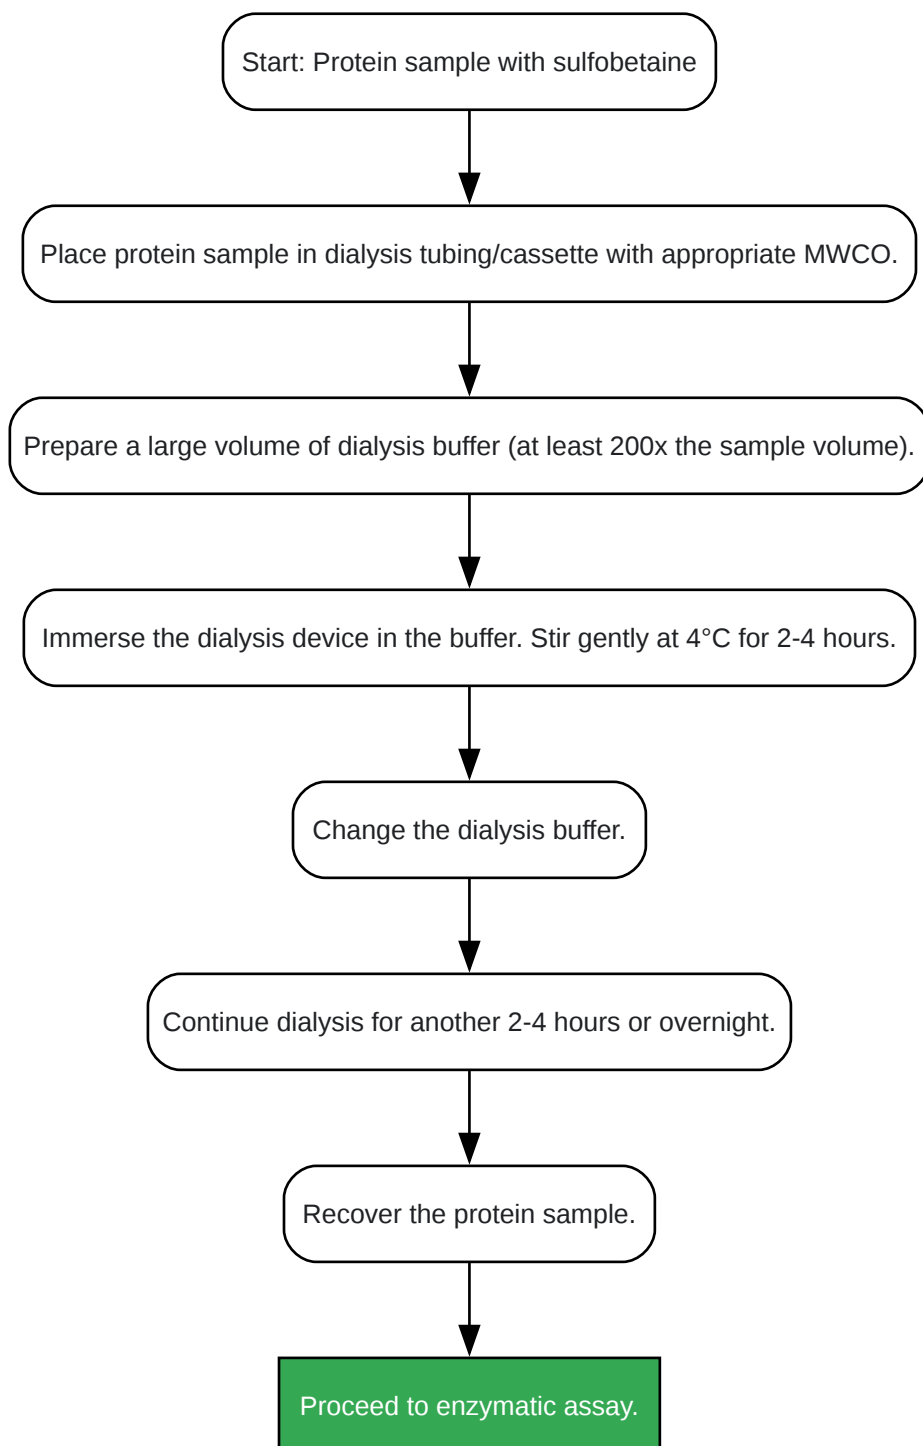 Start: Protein sample with sulfobetaine
Place protein sample in dialysis tubing/cassette with appropriate MWCO.
Prepare a large volume of dialysis buffer (at least 200x the sample volume).
Immerse the dialysis device in the buffer. Stir gently at 4°C for 2-4 hours.
Change the dialysis buffer.
Continue dialysis for another 2-4 hours or overnight.
Recover the protein sample.
Proceed to enzymatic assay.